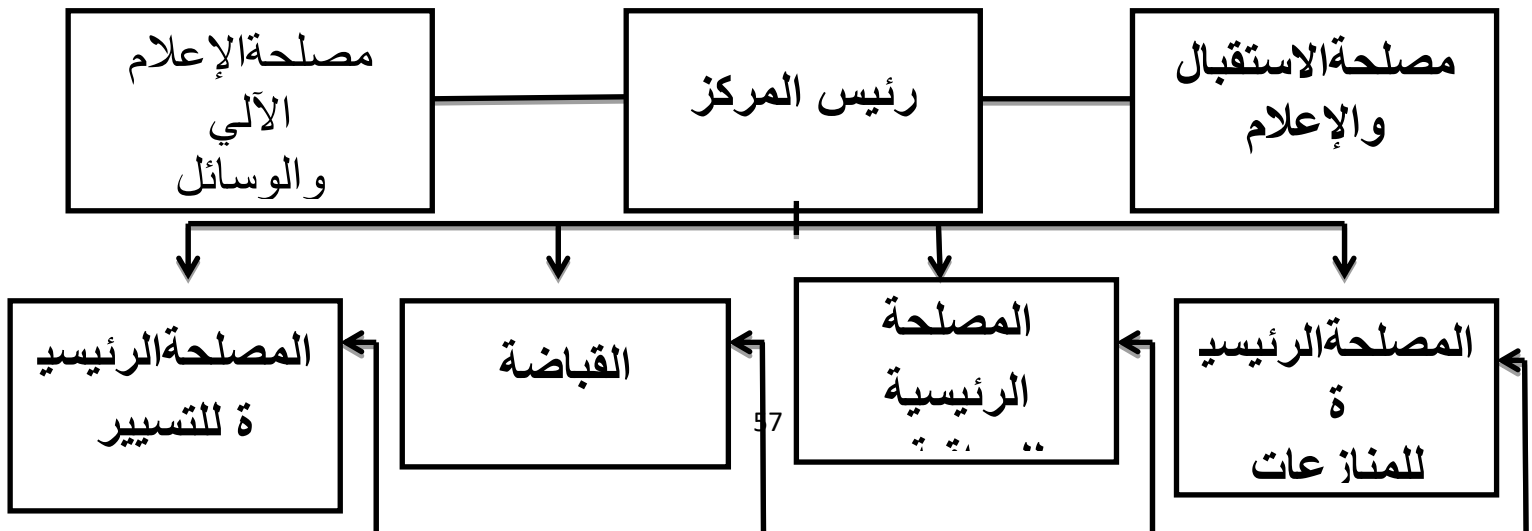 مصلحةالاستقبال
والإعلام
رئيس المركز
مصلحةالإعلام
الآلي
والوسائل
المصلحةالرئيسي
ة
للمنازعات
المصلحة
الرئيسية
القباضة
المصلحةالرئيسي
ة للتسيير
57